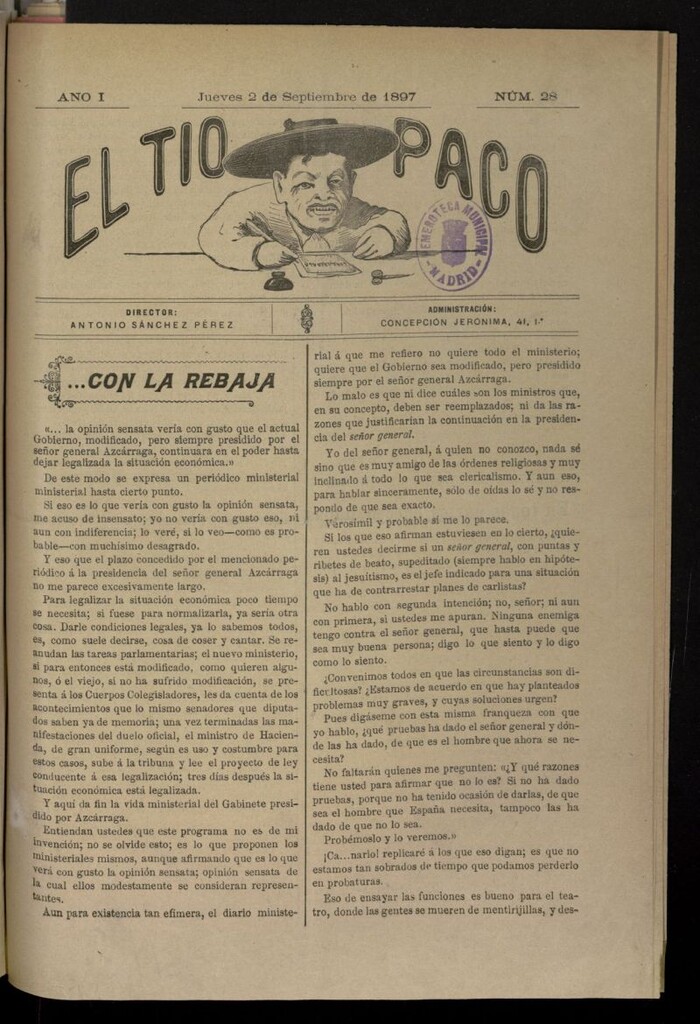 AÑO I
Jueves 2 de Septiembre de 1897
NÚM. 28
EL TIO PACO
HEMEROTECA MUNICIPAL
MADRID
DIRECTOR:
ANTONIO SÁNCHEZ PÉREZ
ADMINISTRACIÓN:
CONCEPCIÓN JERÓNIMA, 41, 1.º
...CON LA REBAJA
«... la opinión sensata vería con gusto que el actual
Gobierno, modificado, pero siempre presidido por el
señor general Azcárraga, continuara en el poder hasta
dejar legalizada la situación económica.»
De este modo se expresa un periódico ministerial
ministerial hasta cierto punto.
Si eso es lo que vería con gusto la opinión sensata,
me acuso de insensato; yo no vería con gusto eso, ni
aun con indiferencia; lo veré, si lo veo—como es pro-
bable—con muchísimo desagrado.
Y eso que el plazo concedido por el mencionado pe-
riódico á la presidencia del señor general Azcárraga
no me parece excesivamente largo.
Para legalizar la situación económica poco tiempo
se necesita; si fuese para normalizarla, ya sería otra
cosa. Darle condiciones legales, ya lo sabemos todos,
es, como suele decirse, cosa de coser y cantar. Se re-
anudan las tareas parlamentarias; el nuevo ministerio,
si para entonces está modificado, como quieren algu-
nos, ó el viejo, si no ha sufrido modificación, se pre-
senta á los Cuerpos Colegisladores, les da cuenta de los
acontecimientos que lo mismo senadores que diputa-
dos saben ya de memoria; una vez terminadas las ma-
nifestaciones del duelo oficial, el ministro de Hacien-
da, de gran uniforme, según es uso y costumbre para
estos casos, sube á la tribuna y lee el proyecto de ley
conducente á esa legalización; tres días después la si-
tuación económica está legalizada.
Y aquí da fin la vida ministerial del Gabinete presi-
dido por Azcárraga.
Entiendan ustedes que este programa no es de mi
invención; no se olvide esto; es lo que proponen los
ministeriales mismos, aunque afirmando que es lo que
verá con gusto la opinión sensata; opinión sensata de
la cual ellos modestamente se consideran represen-
tantes.
Aun para existencia tan efímera, el diario ministe-
rial á que me refiero no quiere todo el ministerio;
quiere que el Gobierno sea modificado, pero presidido
siempre por el señor general Azcárraga.
Lo malo es que ni dice cuáles son los ministros que,
en su concepto, deben ser reemplazados; ni da las ra-
zones que justificarían la continuación en la presiden-
cia del señor general.
Yo del señor general, á quien no conozco, nada sé
sino que es muy amigo de las órdenes religiosas y muy
inclinado á todo lo que sea clericalismo. Y aun eso,
para hablar sinceramente, sólo de oídas lo sé y no res-
pondo de que sea exacto.
Verosímil y probable sí me lo parece.
Si los que eso afirman estuviesen en lo cierto, ¿quie-
ren ustedes decirme si un señor general, con puntas y
ribetes de beato, supeditado (siempre hablo en hipóte-
sis) al jesuitismo, es el jefe indicado para una situación
que ha de contrarrestar planes de carlistas?
No hablo con segunda intención; no, señor; ni aun
con primera, si ustedes me apuran. Ninguna enemiga
tengo contra el señor general, que hasta puede que
sea muy buena persona; digo lo que siento y lo digo
como lo siento.
¿Convenimos todos en que las circunstancias son di-
ficilitosas? ¿Estamos de acuerdo en que hay planteados
problemas muy graves, y cuyas soluciones urgen?
Pues dígaseme con esta misma franqueza con que
yo hablo, ¿qué pruebas ha dado el señor general y dón-
de las ha dado, de que es el hombre que ahora se ne-
cesita?
No faltarán quienes me pregunten: «¿Y qué razones
tiene usted para afirmar que no lo es? Si no ha dado
pruebas, porque no ha tenido ocasión de darlas, de que
sea el hombre que España necesita, tampoco las ha
dado de que no lo sea.
Probémoslo y lo veremos.»
¡Ca...nario! replicaré á los que eso digan; es que no
estamos tan sobrados de tiempo que podamos perderlo
en probaturas.
Eso de ensayar las funciones es bueno para el tea-
tro, donde las gentes se mueren de mentirijillas, y des-